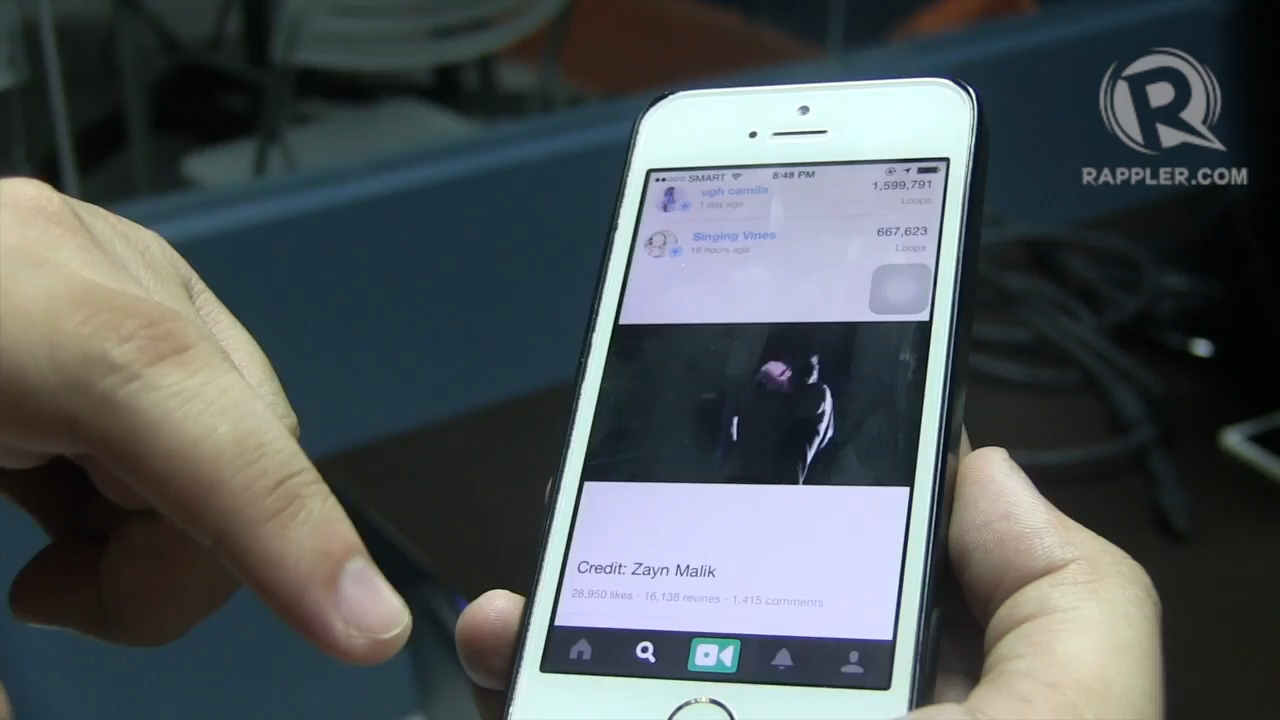 R
RAPPLER.COM
SMART 8:48 PM
ugh camila 1,599,791
1 day ago Loops
Singing Vines 667,623
16 hours ago Loops
Credit: Zayn Malik
28,950 likes · 16,138 revines · 1,415 comments